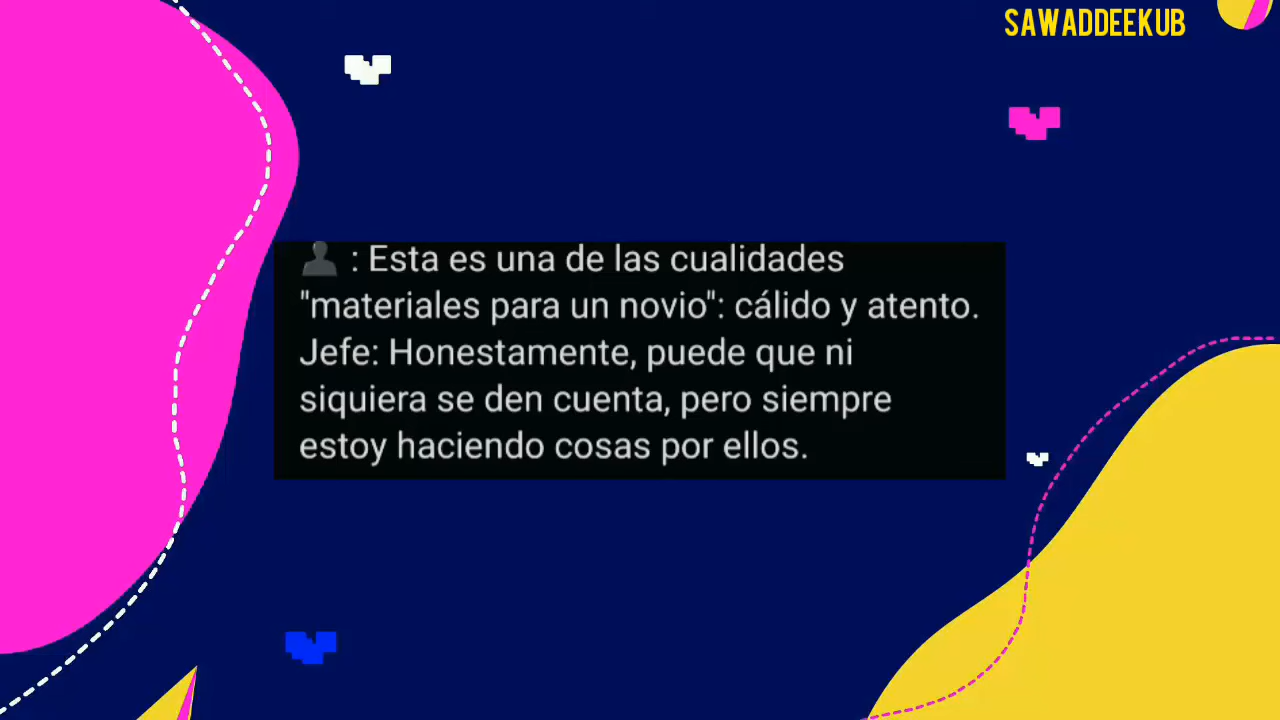 SAWADDEEKUB
👤 : Esta es una de las cualidades
"materiales para un novio": cálido y atento.
Jefe: Honestamente, puede que ni
siquiera se den cuenta, pero siempre
estoy haciendo cosas por ellos.